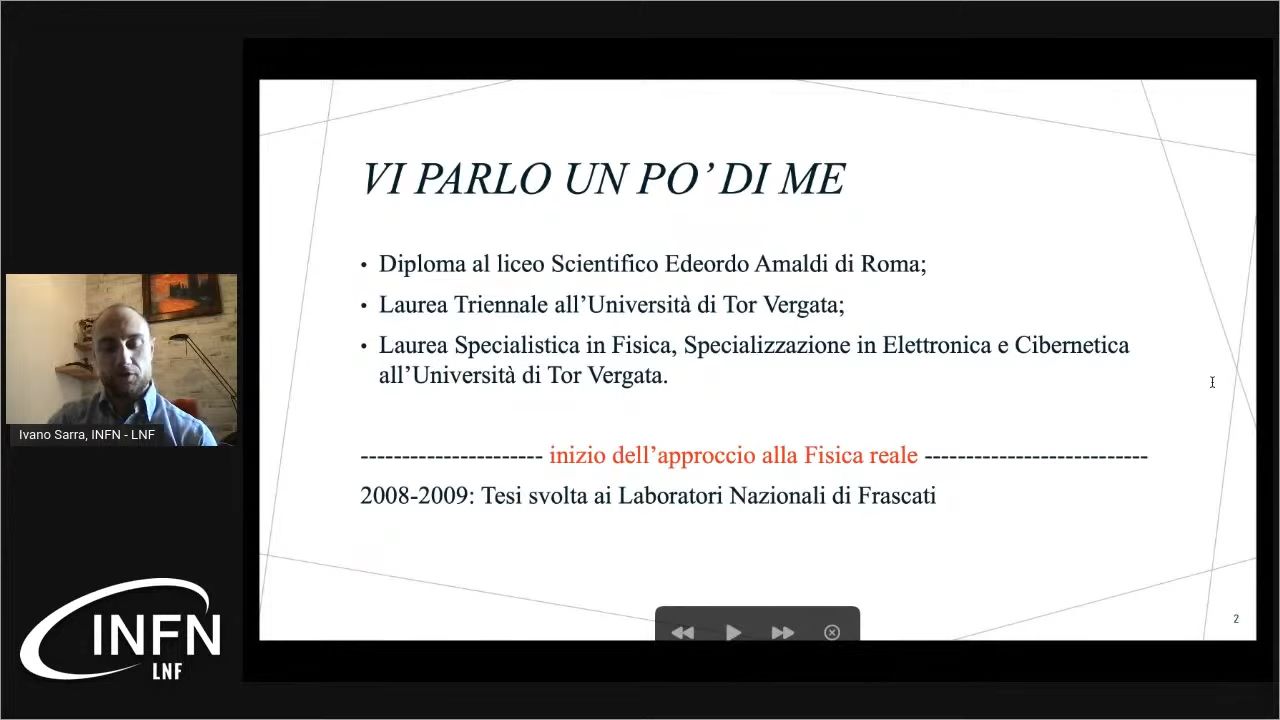 VI PARLO UN PO’ DI ME
• Diploma al liceo Scientifico Edeordo Amaldi di Roma;
• Laurea Triennale all’Università di Tor Vergata;
• Laurea Specialistica in Fisica, Specializzazione in Elettronica e Cibernetica
all’Università di Tor Vergata.
---------------------- inizio dell’approccio alla Fisica reale ---------------------------
2008-2009: Tesi svolta ai Laboratori Nazionali di Frascati
2
Ivano Sarra, INFN - LNF
INFN
LNF